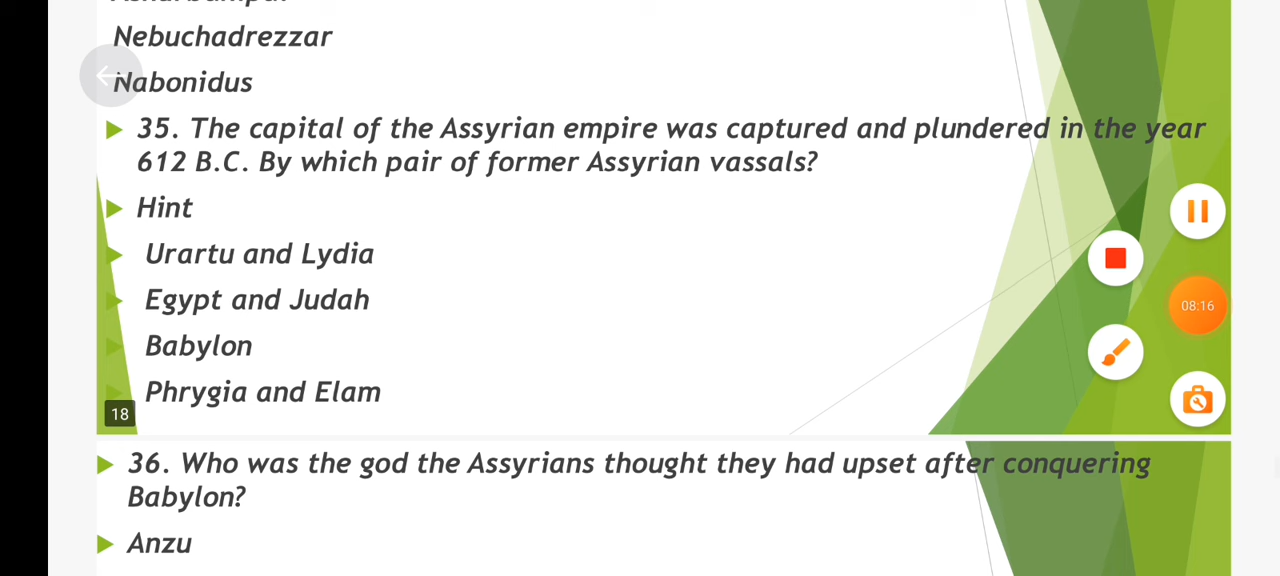 Nebuchadrezzar
Nabonidus
35. The capital of the Assyrian empire was captured and plundered in the year
612 B.C. By which pair of former Assyrian vassals?
Hint
Urartu and Lydia
Egypt and Judah
Babylon
Phrygia and Elam
08:16
18
36. Who was the god the Assyrians thought they had upset after conquering
Babylon?
Anzu